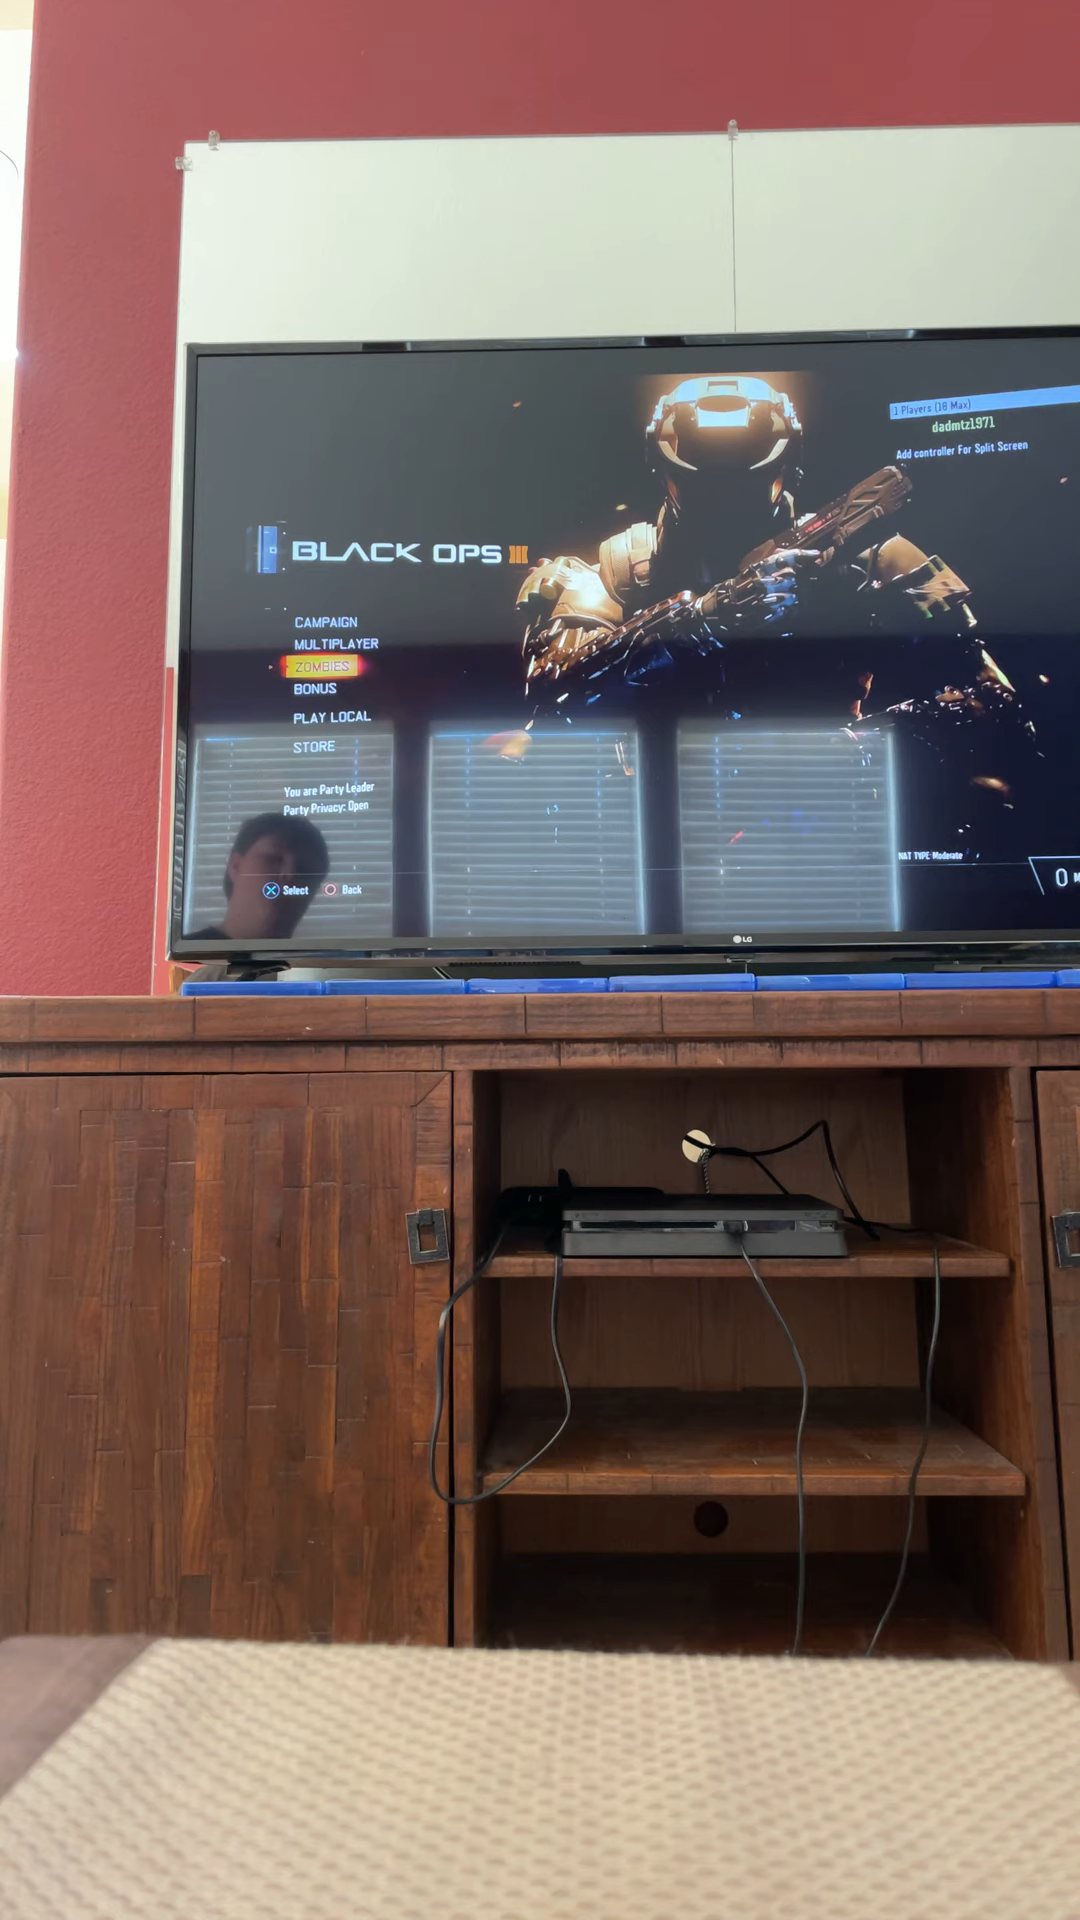 1 Players (18 Max)
dadmtz1971
Add controller For Split Screen
BLACK OPS III
CAMPAIGN
MULTIPLAYER
ZOMBIES
BONUS
PLAY LOCAL
STORE
You are Party Leader
Party Privacy: Open
NAT TYPE Moderate
0 M
Select
Back
LG